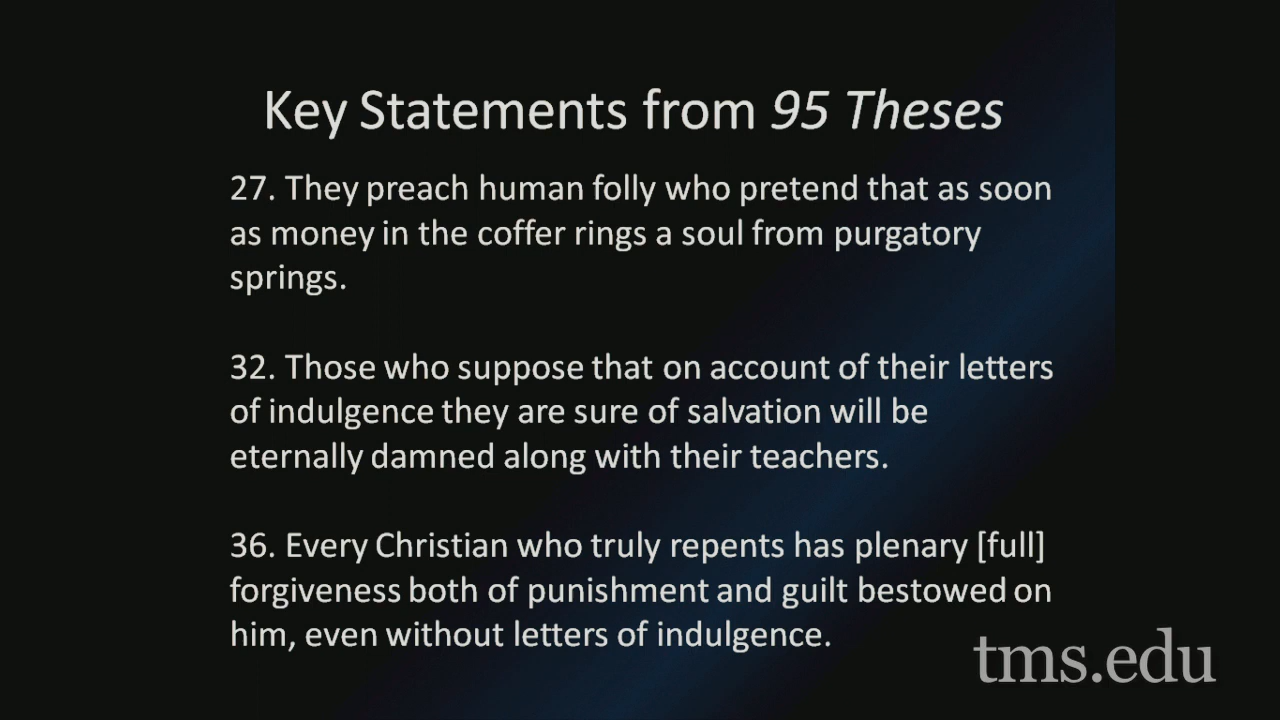 Key Statements from 95 Theses
27. They preach human folly who pretend that as soon
as money in the coffer rings a soul from purgatory
springs.
32. Those who suppose that on account of their letters
of indulgence they are sure of salvation will be
eternally damned along with their teachers.
36. Every Christian who truly repents has plenary [full]
forgiveness both of punishment and guilt bestowed on
him, even without letters of indulgence.
tms.edu